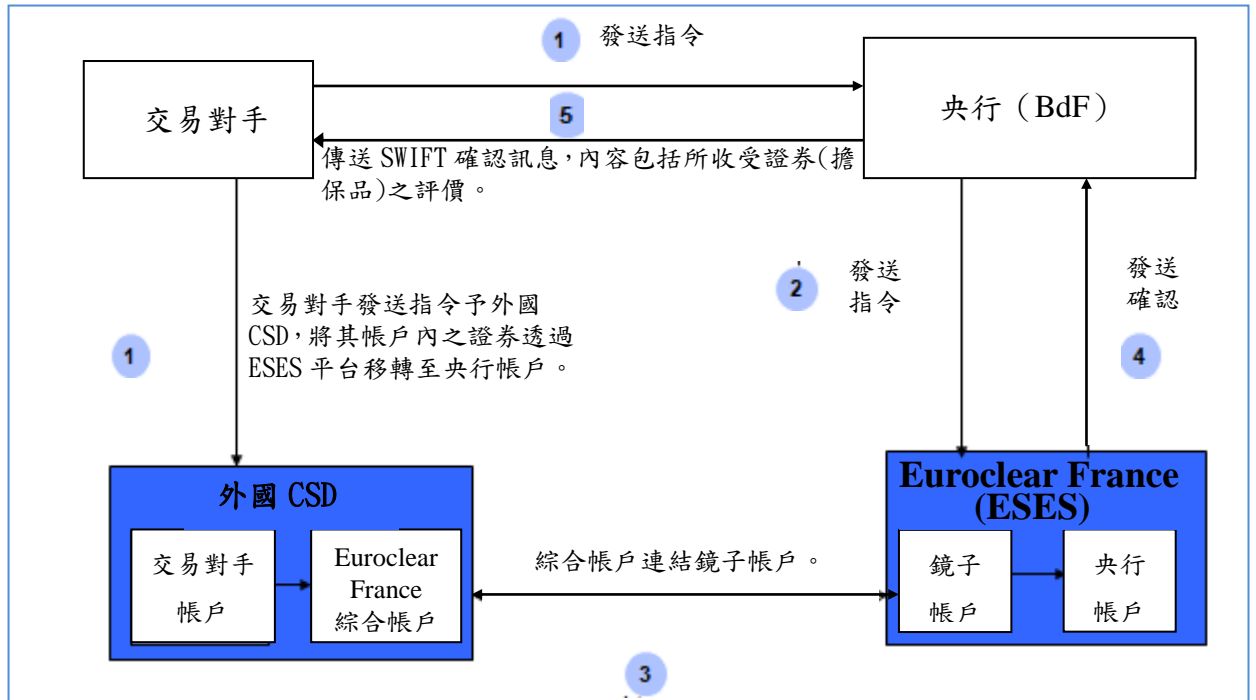 1 發送指令
交易對手
央行（BdF）
5
傳送 SWIFT 確認訊息，內容包括所收受證券(擔
保品)之評價。
2
發送
指令
發送
確認
4
1
交易對手發送指令予外國
CSD，將其帳戶內之證券透過
ESES 平台移轉至央行帳戶。
外國 CSD
交易對手
帳戶
Euroclear
France
綜合帳戶
綜合帳戶連結鏡子帳戶。
Euroclear France
(ESES)
鏡子
帳戶
央行
帳戶
3